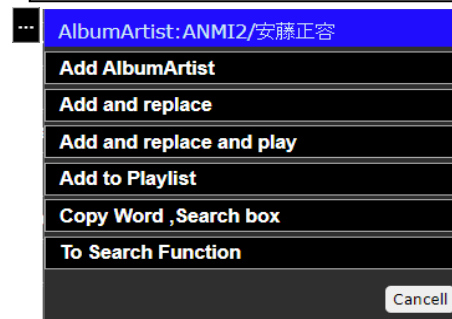 ...
AlbumArtist:ANMI2/安藤正容
Add AlbumArtist
Add and replace
Add and replace and play
Add to Playlist
Copy Word ,Search box
To Search Function
Cancell